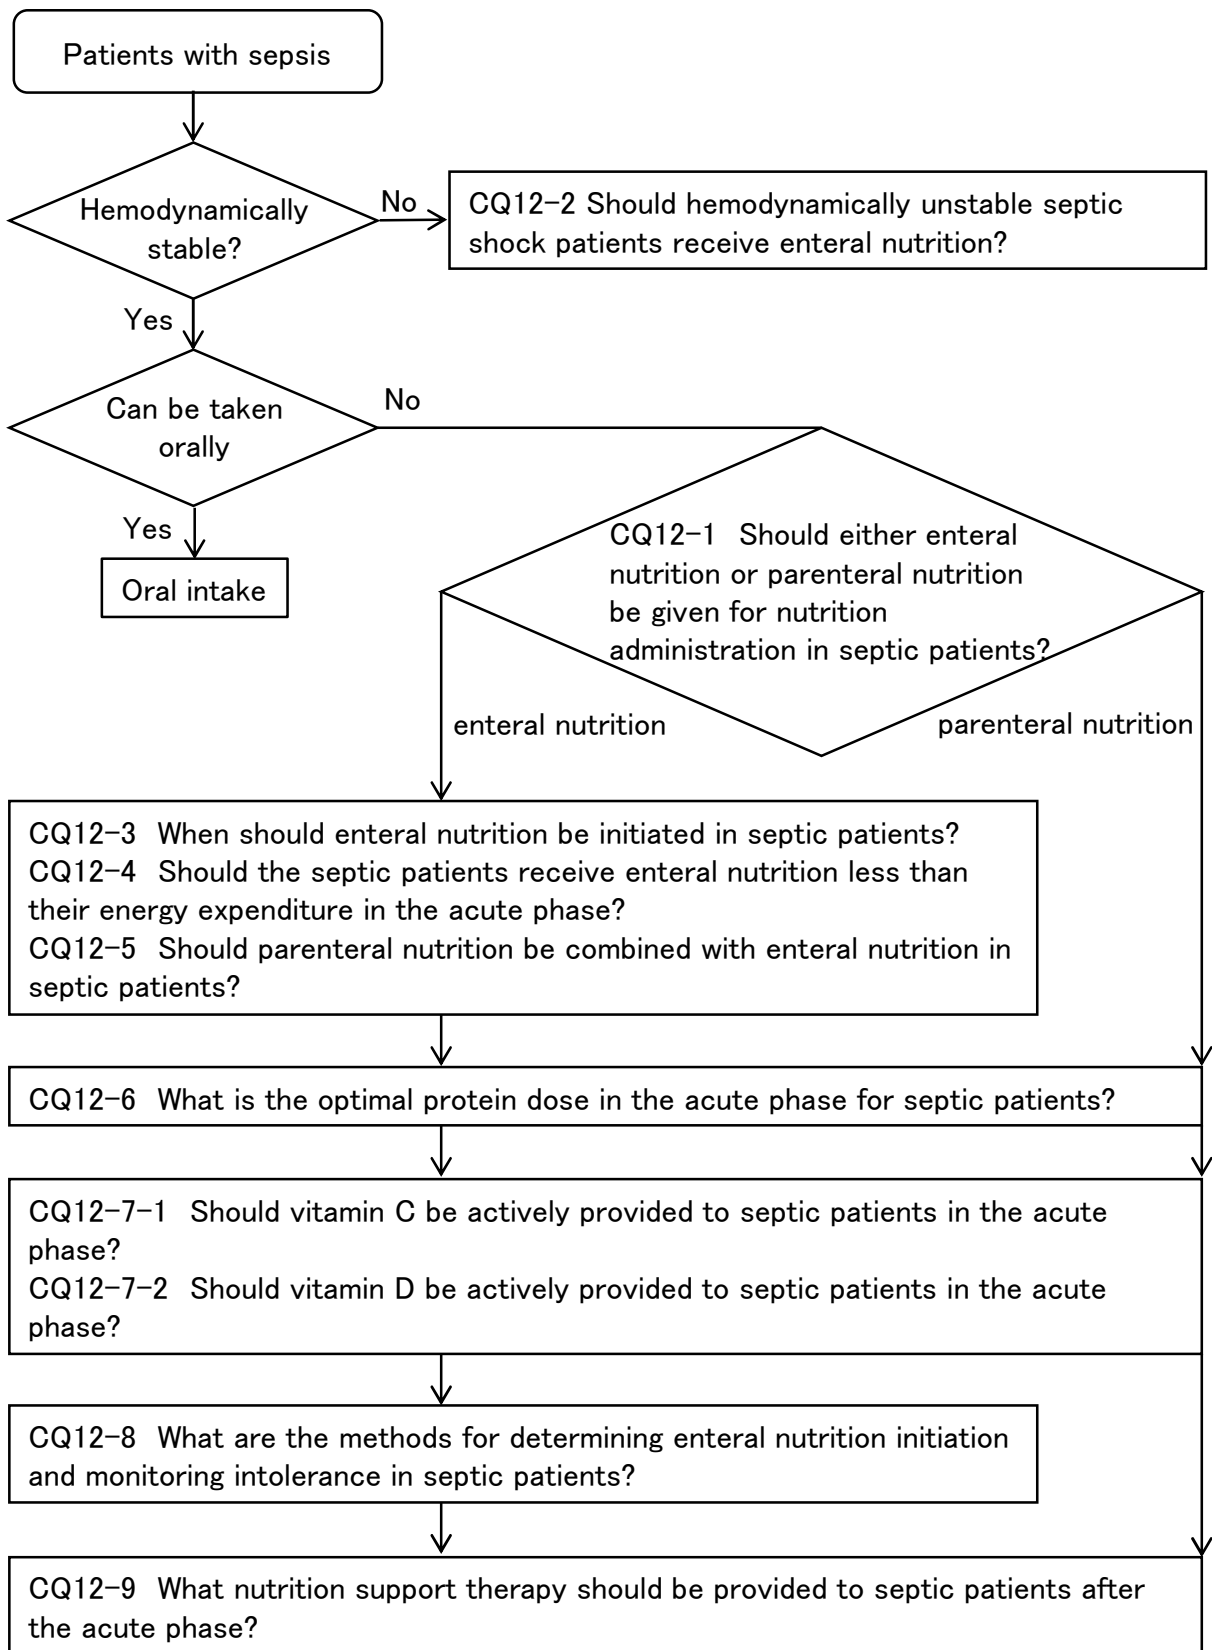 Patients with sepsis
Hemodynamically
stable?
No
CQ12-2 Should hemodynamically unstable septic
shock patients receive enteral nutrition?
Yes
Can be taken
orally
No
Yes
Oral intake
CQ12-1 Should either enteral
nutrition or parenteral nutrition
be given for nutrition
administration in septic patients?
enteral nutrition
parenteral nutrition
CQ12-3 When should enteral nutrition be initiated in septic patients?
CQ12-4 Should the septic patients receive enteral nutrition less than
their energy expenditure in the acute phase?
CQ12-5 Should parenteral nutrition be combined with enteral nutrition in
septic patients?
CQ12-6 What is the optimal protein dose in the acute phase for septic patients?
CQ12-7-1 Should vitamin C be actively provided to septic patients in the acute
phase?
CQ12-7-2 Should vitamin D be actively provided to septic patients in the acute
phase?
CQ12-8 What are the methods for determining enteral nutrition initiation
and monitoring intolerance in septic patients?
CQ12-9 What nutrition support therapy should be provided to septic patients after
the acute phase?